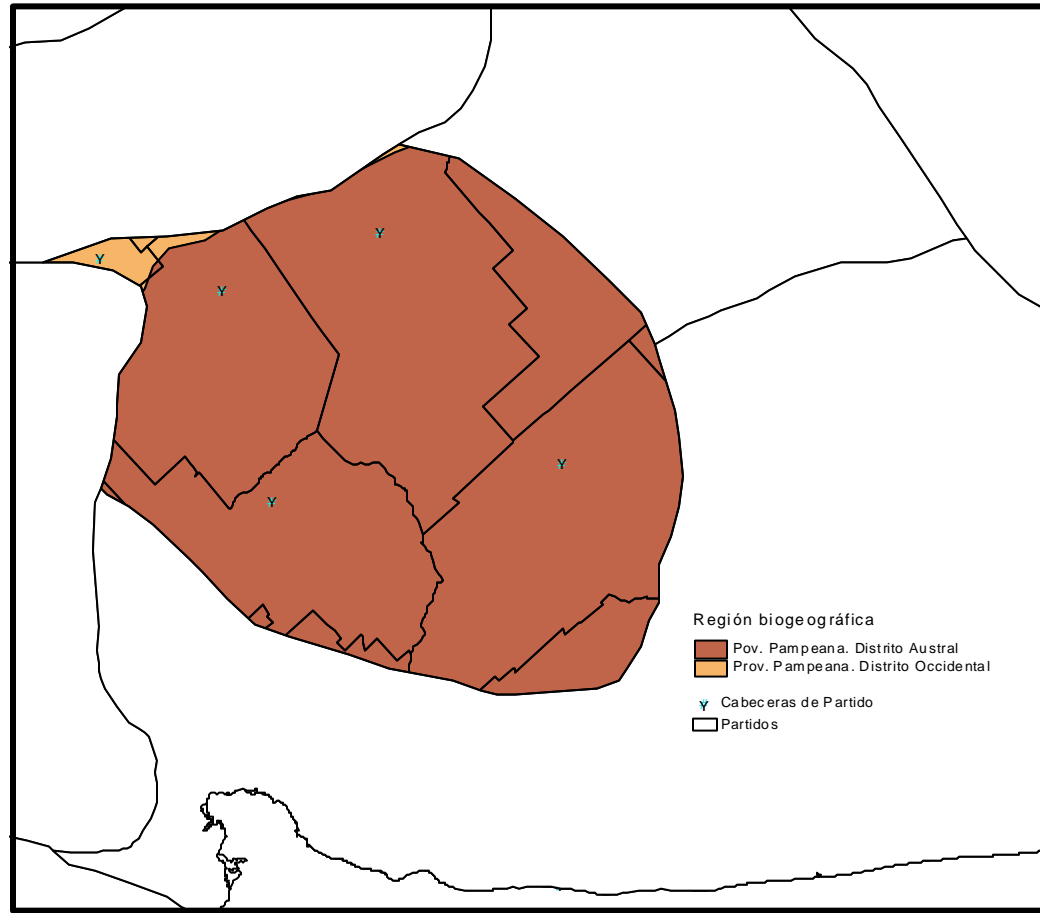 Y
Y
Y
Y
Y
Región biogeográfica
Pov. Pampeana. Distrito Austral
Prov. Pampeana. Distrito Occidental
Y Cabeceras de Partido
Partidos